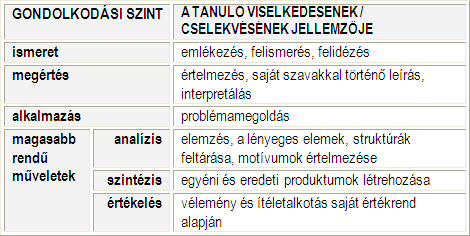 GONDOLKODÁSI SZINT
A TANULÓ VISELKEDÉSÉNEK /
CSELEKVÉSÉNEK JELLEMZŐJE
ismeret
emlékezés, felismerés, felidézés
megértés
értelmezés, saját szavakkal történő leírás,
interpretálás
alkalmazás
problémamegoldás
magasabb
rendű
műveletek
analízis
elemzés, a lényeges elemek, struktúrák
feltárása, motívumok értelmezése
szintézis
egyéni és eredeti produktumok létrehozása
értékelés
vélemény és ítéletalkotás saját értékrend
alapján